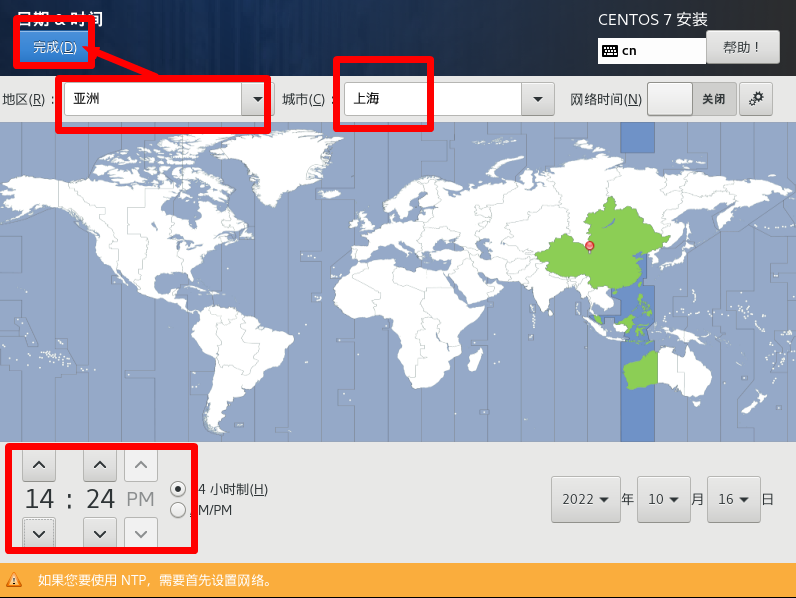 日期 & 时间
CENTOS 7 安装
完成(D)
cn
帮助！
地区(R)：
亚洲
城市(C)：
上海
网络时间(N)
关闭
14 : 24 PM
4 小时制(H)
M/PM
2022 年 10 月 16 日
如果您要使用 NTP，需要首先设置网络。